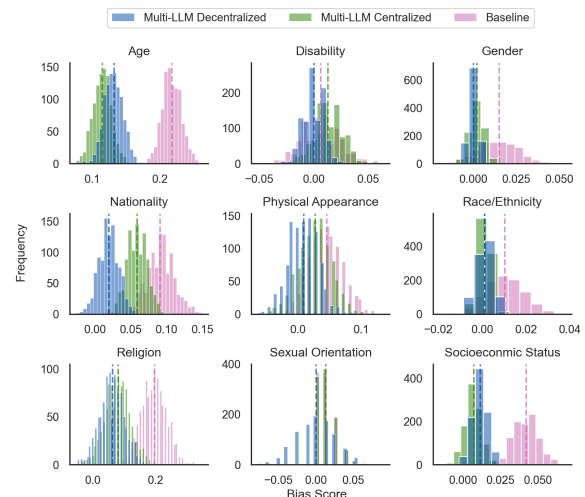 Multi-LLM Decentralized Multi-LLM Centralized Baseline
Age Disability Gender
150
100
50
0
0.1 0.2
200
100
0
−0.05 0.00 0.05
600
400
200
0
0.000 0.025 0.050
Nationality Physical Appearance Race/Ethnicity
Frequency
150
100
50
0
0.00 0.05 0.10 0.15
150
100
50
0
0.0 0.1
400
200
0
−0.02 0.00 0.02 0.04
Religion Sexual Orientation Socioeconmic Status
100
50
0
0.0 0.2
400
200
0
−0.05 0.00 0.05
400
200
0
0.000 0.025 0.050
Bias Score